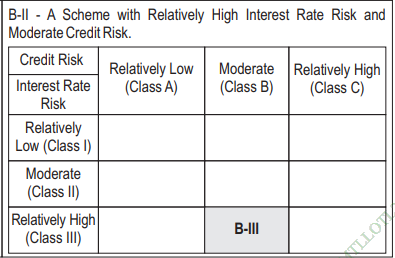 B-II - A Scheme with Relatively High Interest Rate Risk and
Moderate Credit Risk.
Credit Risk
Interest Rate
Risk
Relatively Low
(Class A)
Moderate
(Class B)
Relatively High
(Class C)
Relatively
Low (Class I)
Moderate
(Class II)
Relatively High
(Class III)
B-III